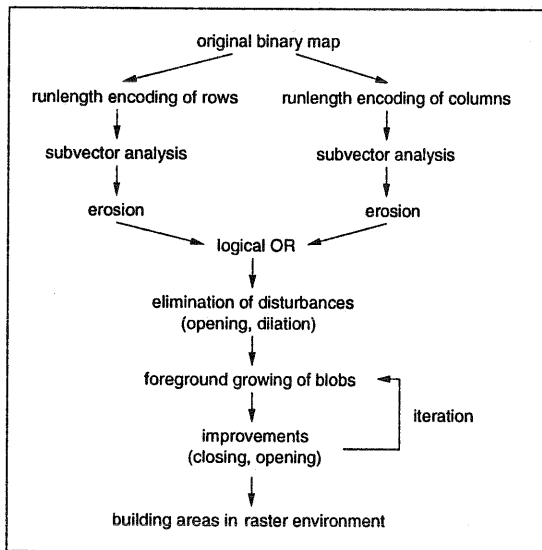 original binary map
runlength encoding of rows
runlength encoding of columns
subvector analysis
subvector analysis
erosion
erosion
logical OR
elimination of disturbances
(opening, dilation)
foreground growing of blobs
iteration
improvements
(closing, opening)
building areas in raster environment